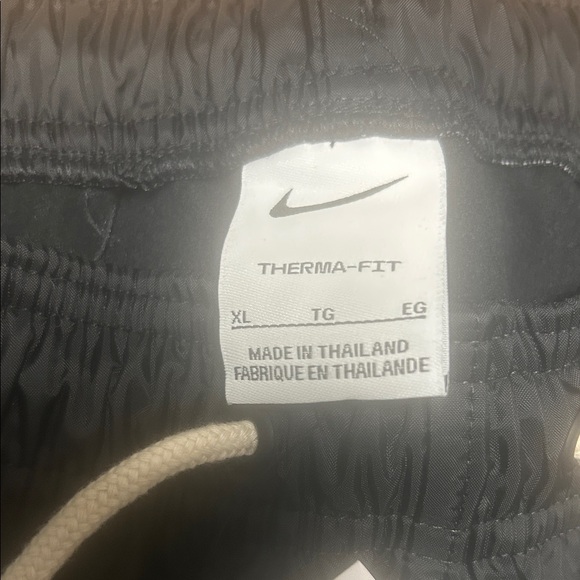 THERMA-FIT
XL TG EG
MADE IN THAILAND
FABRIQUE EN THAILANDE